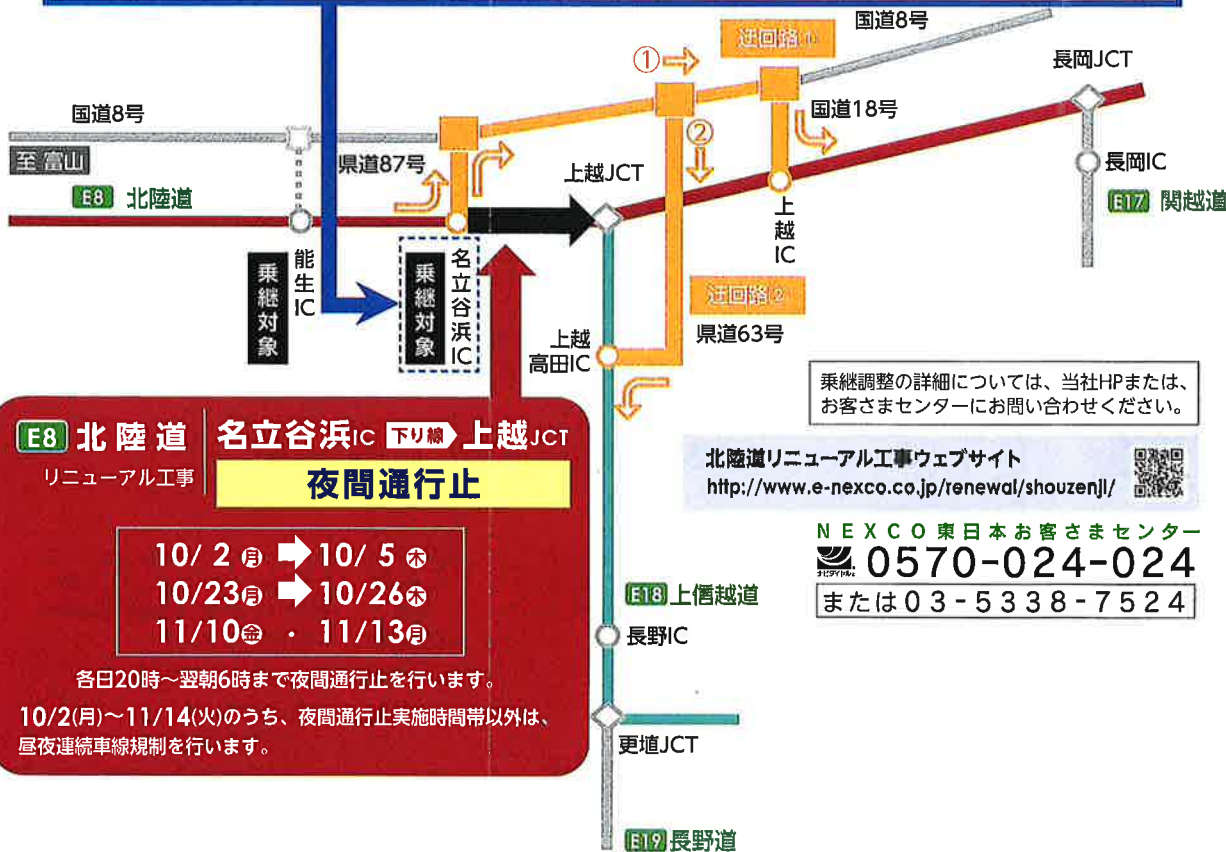 国道8号
迂回路(1)
①
長岡JCT
国道8号
国道18号
②
至 富山
県道87号
上越JCT
長岡IC
E8 北陸道
E17 関越道
上越IC
能生IC
乗継対象
名立谷浜IC
乗継対象
迂回路(2)
県道63号
上越
高田IC
乗継調整の詳細については、当社HPまたは、
お客さまセンターにお問い合わせください。
E8 北陸道
リニューアル工事
名立谷浜IC 下り線 上越JCT
夜間通行止
北陸道リニューアル工事ウェブサイト
http://www.e-nexco.co.jp/renewal/shouzenji/
10/ 2 月 10/ 5 木
10/23 月 10/26 木
11/10 金 ・ 11/13 月
NEXCO東日本お客さまセンター
ナビダイヤル
0570-024-024
または03-5338-7524
各日20時～翌朝6時まで夜間通行止を行います。
10/2(月)～11/14(火)のうち、夜間通行止実施時間帯以外は、
昼夜連続車線規制を行います。
E18 上信越道
長野IC
更埴JCT
E19 長野道